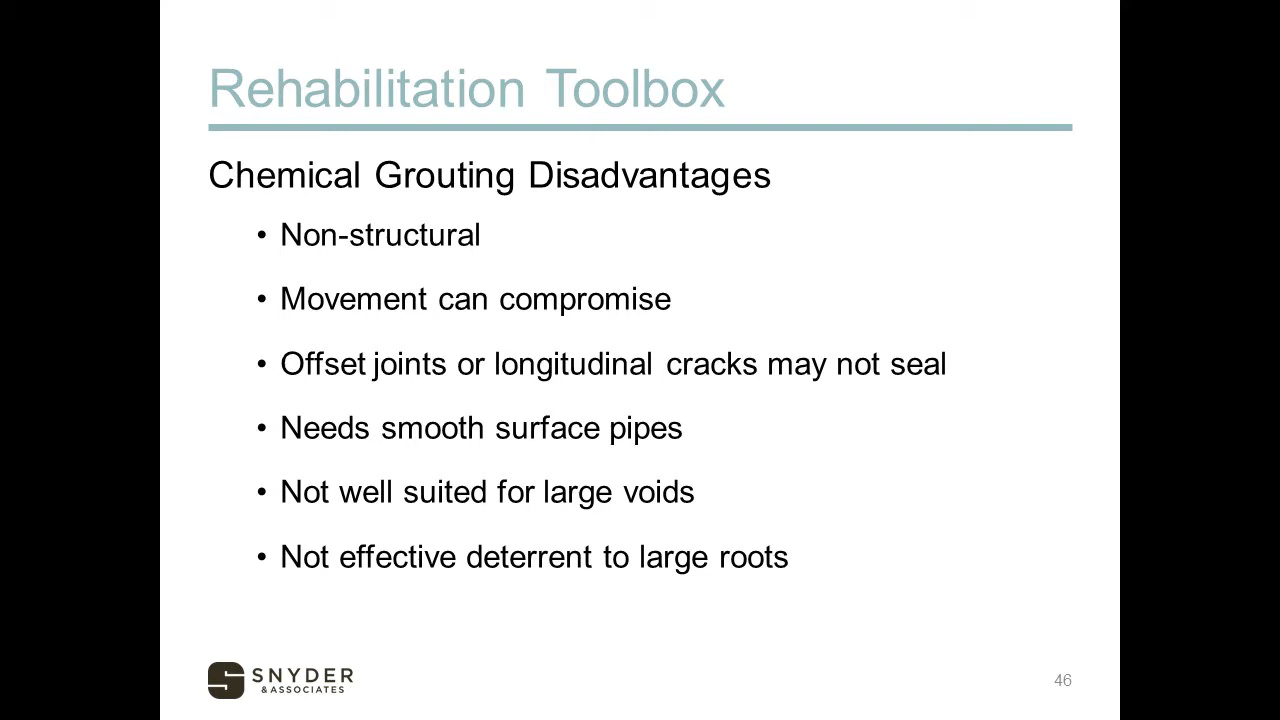 Rehabilitation Toolbox
Chemical Grouting Disadvantages
• Non-structural
• Movement can compromise
• Offset joints or longitudinal cracks may not seal
• Needs smooth surface pipes
• Not well suited for large voids
• Not effective deterrent to large roots
SNYDER
& ASSOCIATES
46